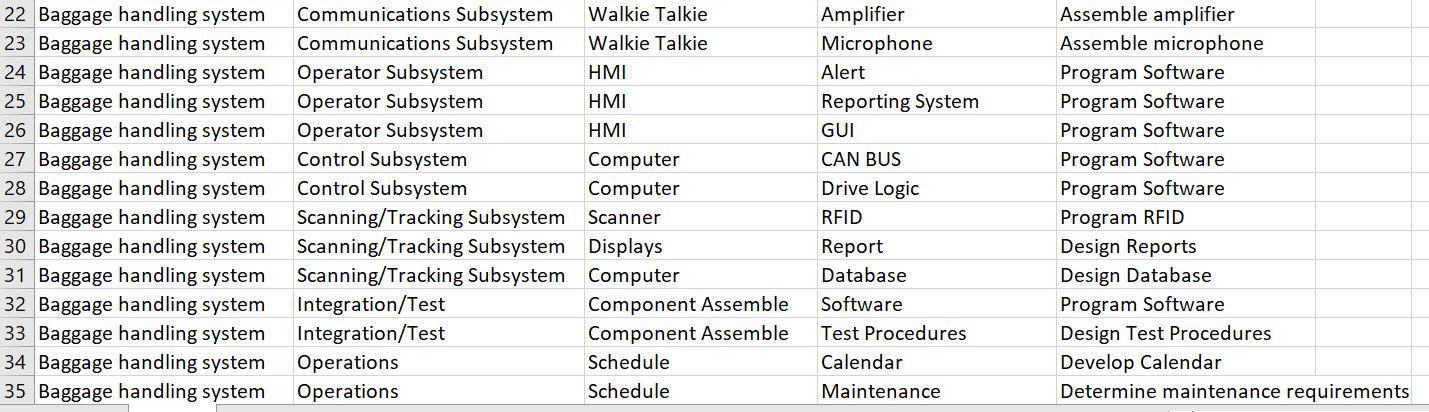 22 Baggage handling system Communications Subsystem Walkie Talkie Amplifier Assemble amplifier
23 Baggage handling system Communications Subsystem Walkie Talkie Microphone Assemble microphone
24 Baggage handling system Operator Subsystem HMI Alert Program Software
25 Baggage handling system Operator Subsystem HMI Reporting System Program Software
26 Baggage handling system Operator Subsystem HMI GUI Program Software
27 Baggage handling system Control Subsystem Computer CAN BUS Program Software
28 Baggage handling system Control Subsystem Computer Drive Logic Program Software
29 Baggage handling system Scanning/Tracking Subsystem Scanner RFID Program RFID
30 Baggage handling system Scanning/Tracking Subsystem Displays Report Design Reports
31 Baggage handling system Scanning/Tracking Subsystem Computer Database Design Database
32 Baggage handling system Integration/Test Component Assemble Software Program Software
33 Baggage handling system Integration/Test Component Assemble Test Procedures Design Test Procedures
34 Baggage handling system Operations Schedule Calendar Develop Calendar
35 Baggage handling system Operations Schedule Maintenance Determine maintenance requirements